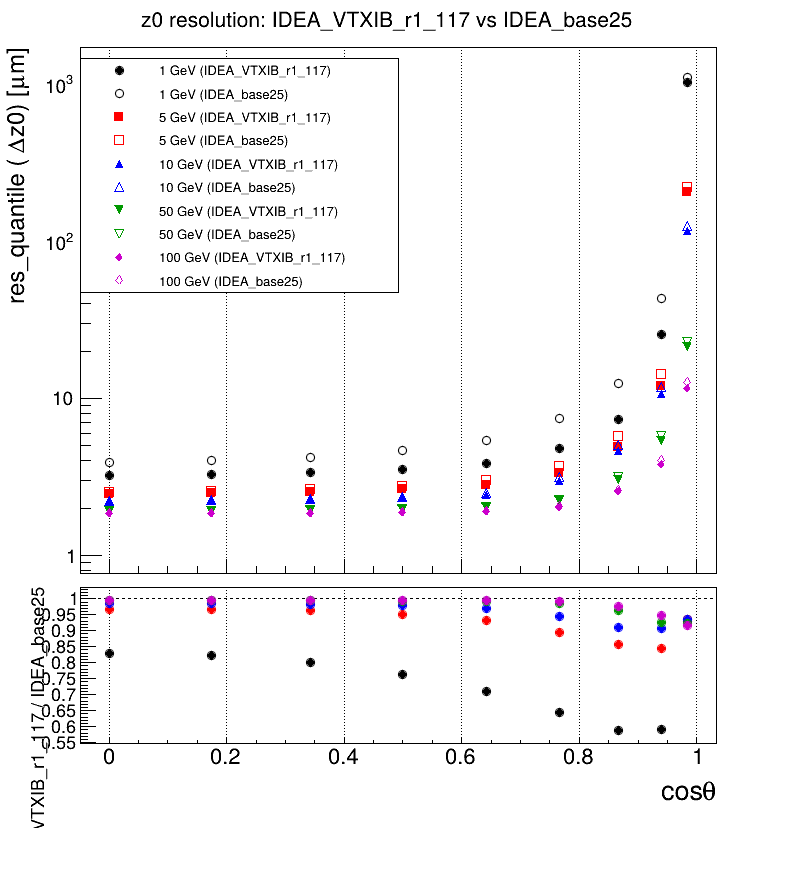 z0 resolution: IDEA_VTXIB_r1_117 vs IDEA_base25
res_quantile ( Δz0) [μm]
10³
10²
10
1
1 GeV (IDEA_VTXIB_r1_117)
1 GeV (IDEA_base25)
5 GeV (IDEA_VTXIB_r1_117)
5 GeV (IDEA_base25)
10 GeV (IDEA_VTXIB_r1_117)
10 GeV (IDEA_base25)
50 GeV (IDEA_VTXIB_r1_117)
50 GeV (IDEA_base25)
100 GeV (IDEA_VTXIB_r1_117)
100 GeV (IDEA_base25)
VTXIB_r1_117 / IDEA_base25
1
0.95
0.9
0.85
0.8
0.75
0.7
0.65
0.6
0.55
0 0.2 0.4 0.6 0.8 1
cosθ